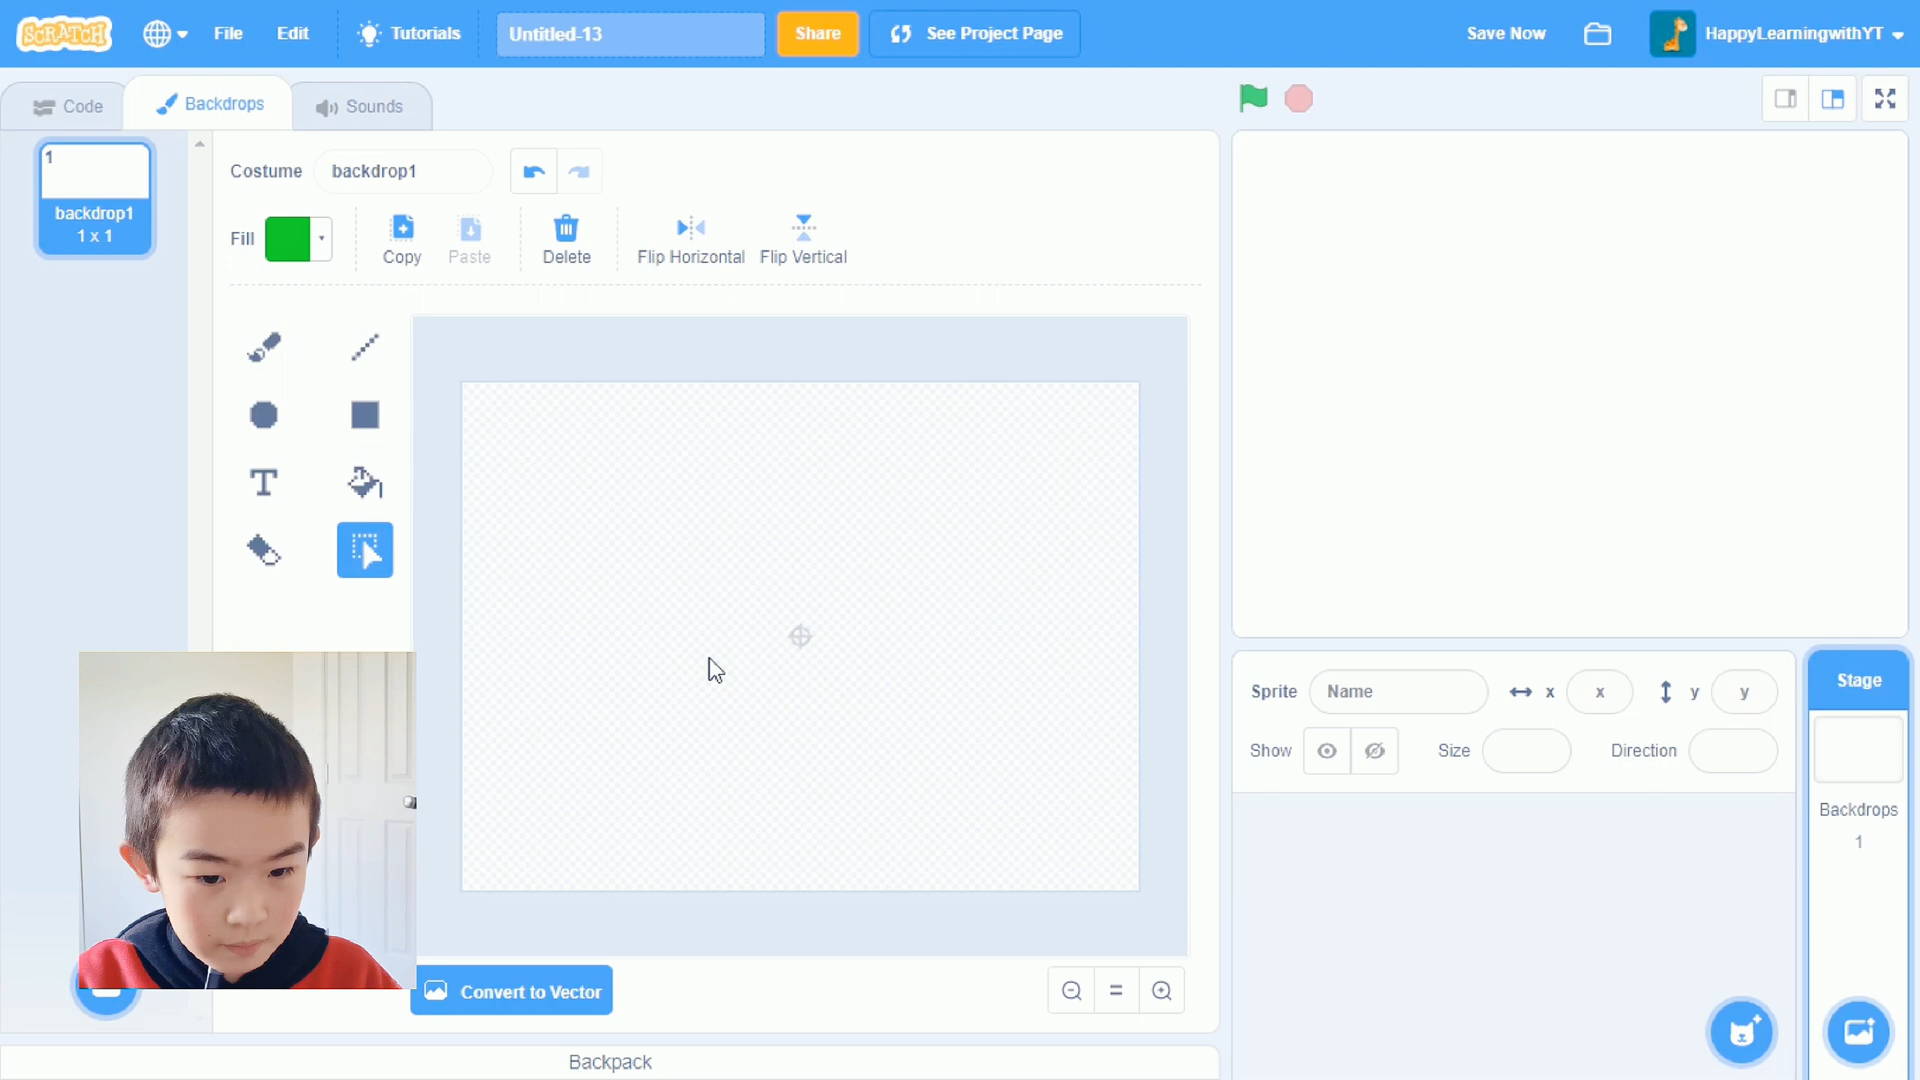 SCRATCH
File
Edit
Tutorials
Untitled-13
Share
See Project Page
Save Now
HappyLearningwithYT
Code
Backdrops
Sounds
1
backdrop1
1 x 1
Costume
backdrop1
Fill
Copy
Paste
Delete
Flip Horizontal
Flip Vertical
T
Convert to Vector
=
Backpack
Sprite
Name
x
x
y
y
Show
Size
Direction
Stage
Backdrops
1